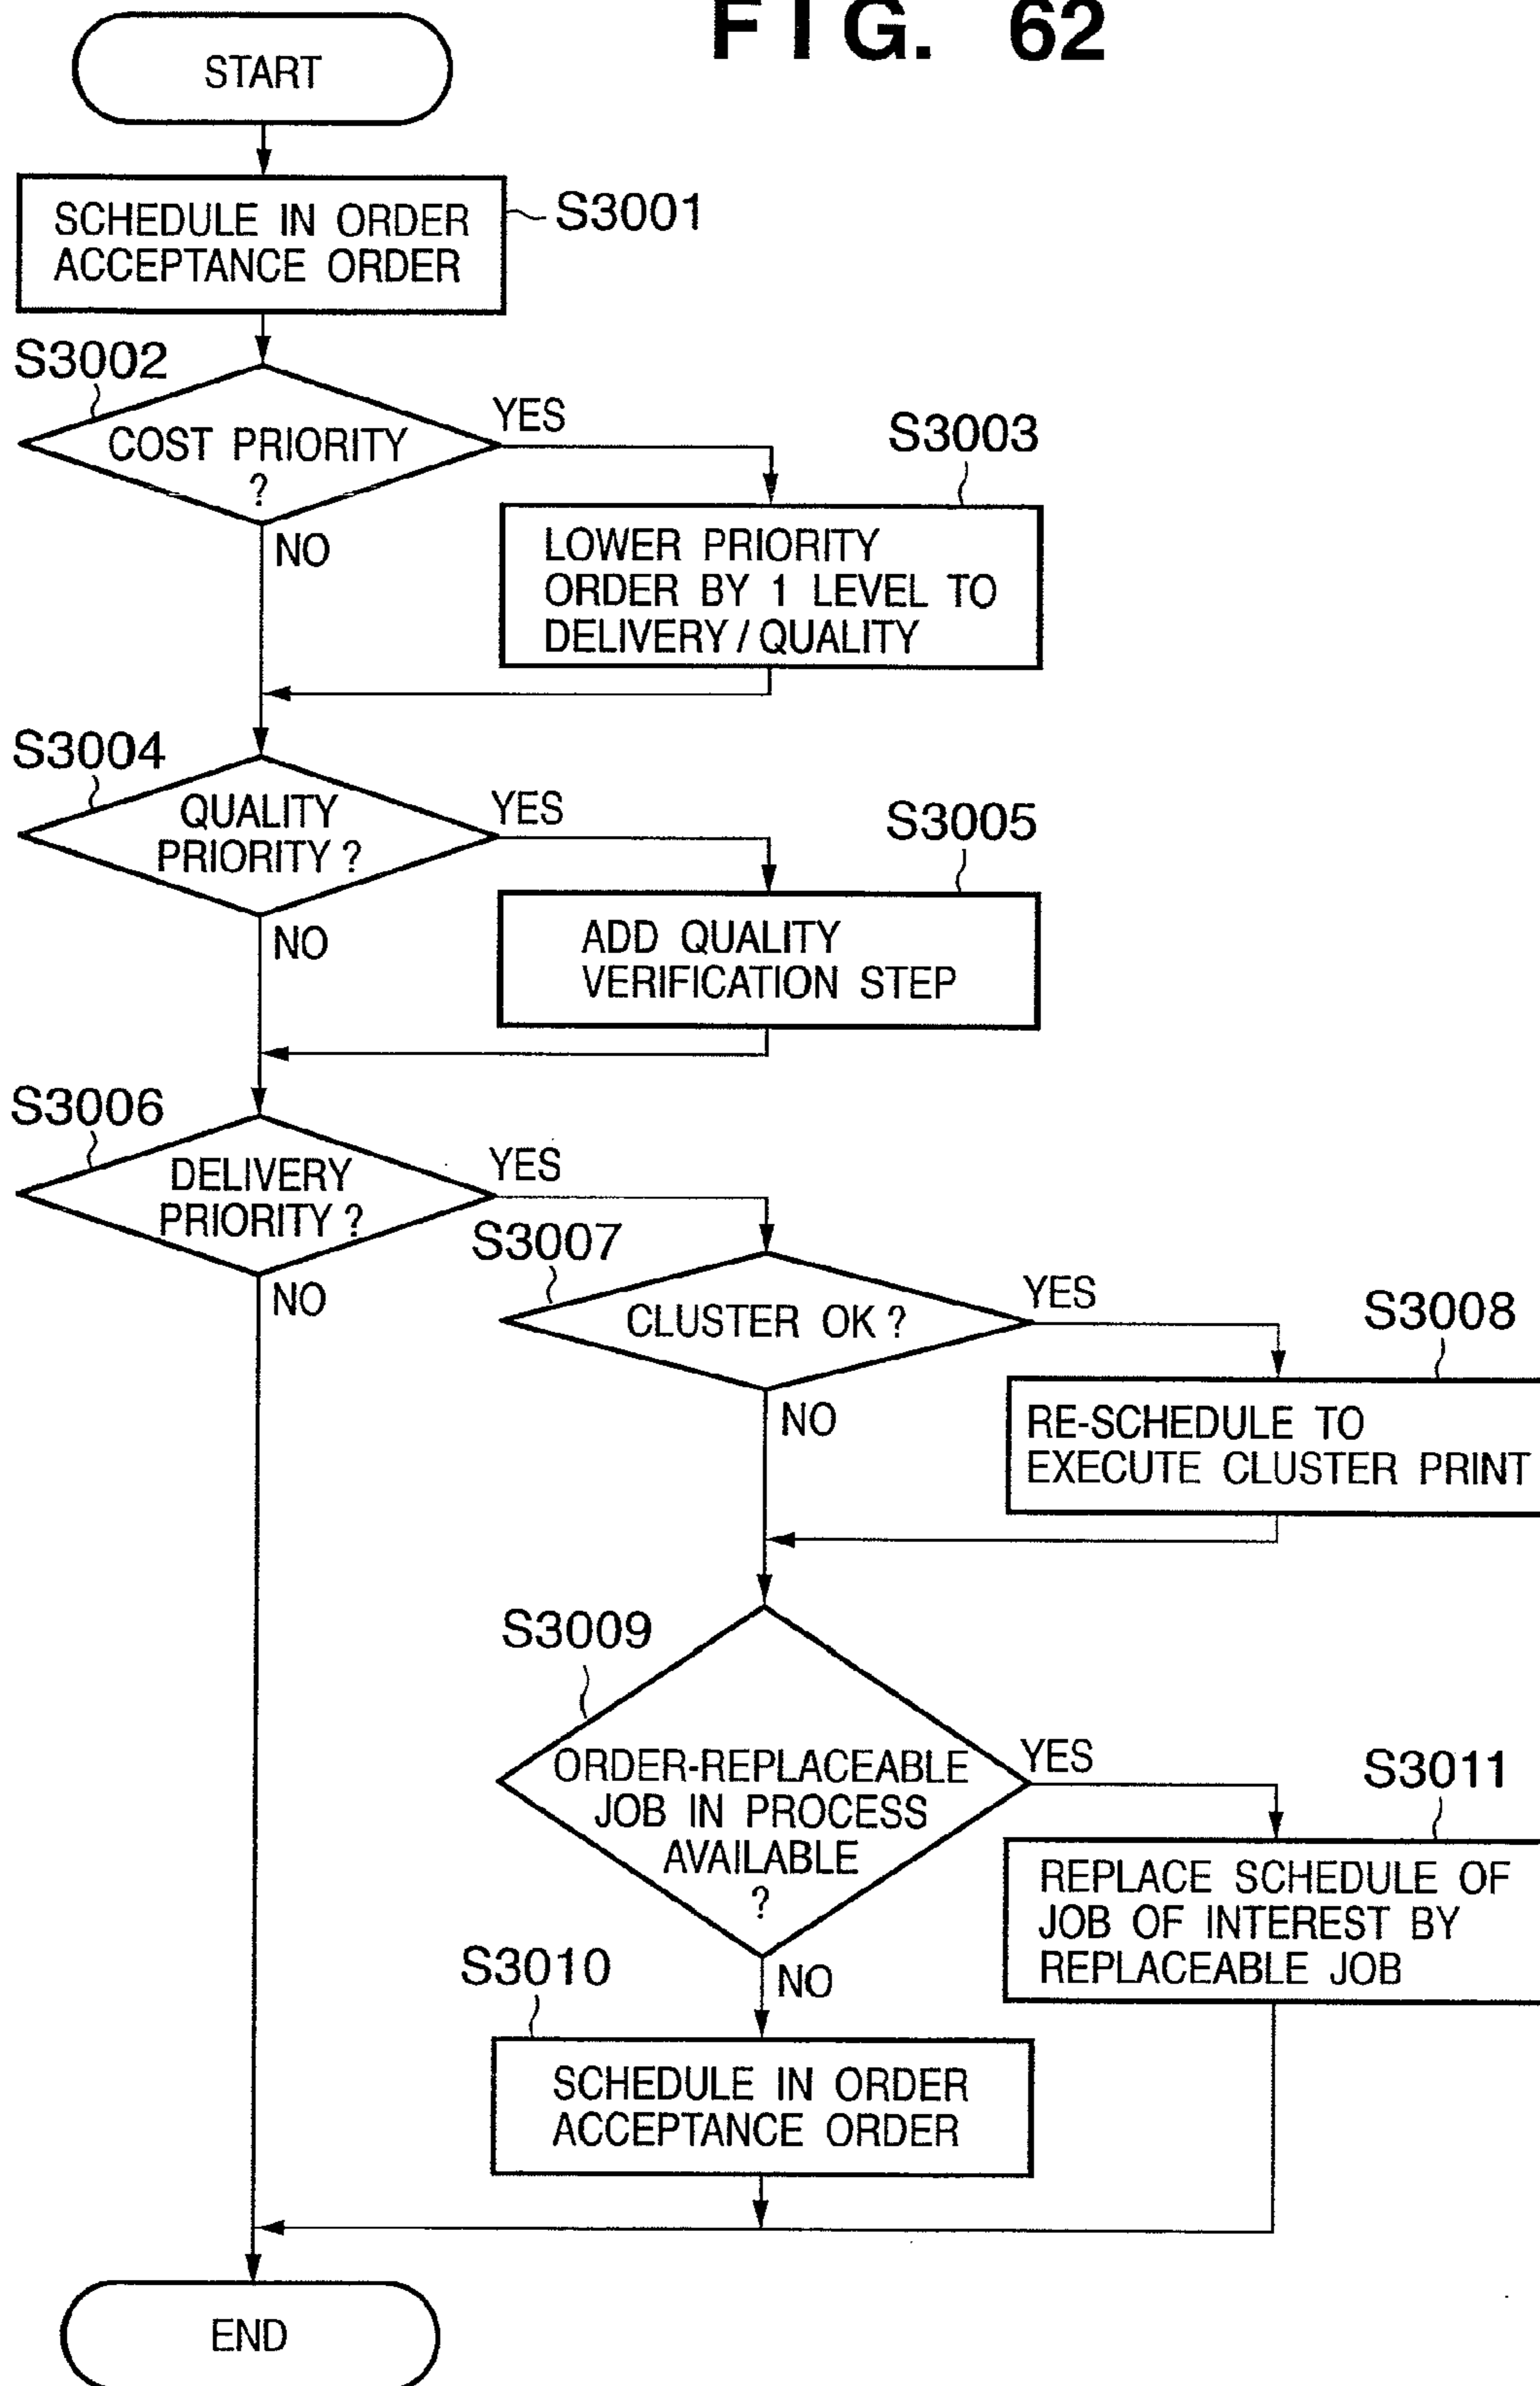 FIG. 62
START
SCHEDULE IN ORDER
ACCEPTANCE ORDER
S3001
S3002
COST PRIORITY
?
YES
NO
S3003
LOWER PRIORITY
ORDER BY 1 LEVEL TO
DELIVERY / QUALITY
S3004
QUALITY
PRIORITY ?
YES
NO
S3005
ADD QUALITY
VERIFICATION STEP
S3006
DELIVERY
PRIORITY ?
YES
NO
S3007
CLUSTER OK ?
YES
NO
S3008
RE-SCHEDULE TO
EXECUTE CLUSTER PRINT
S3009
ORDER-REPLACEABLE
JOB IN PROCESS
AVAILABLE
?
YES
NO
S3011
REPLACE SCHEDULE OF
JOB OF INTEREST BY
REPLACEABLE JOB
S3010
SCHEDULE IN ORDER
ACCEPTANCE ORDER
END